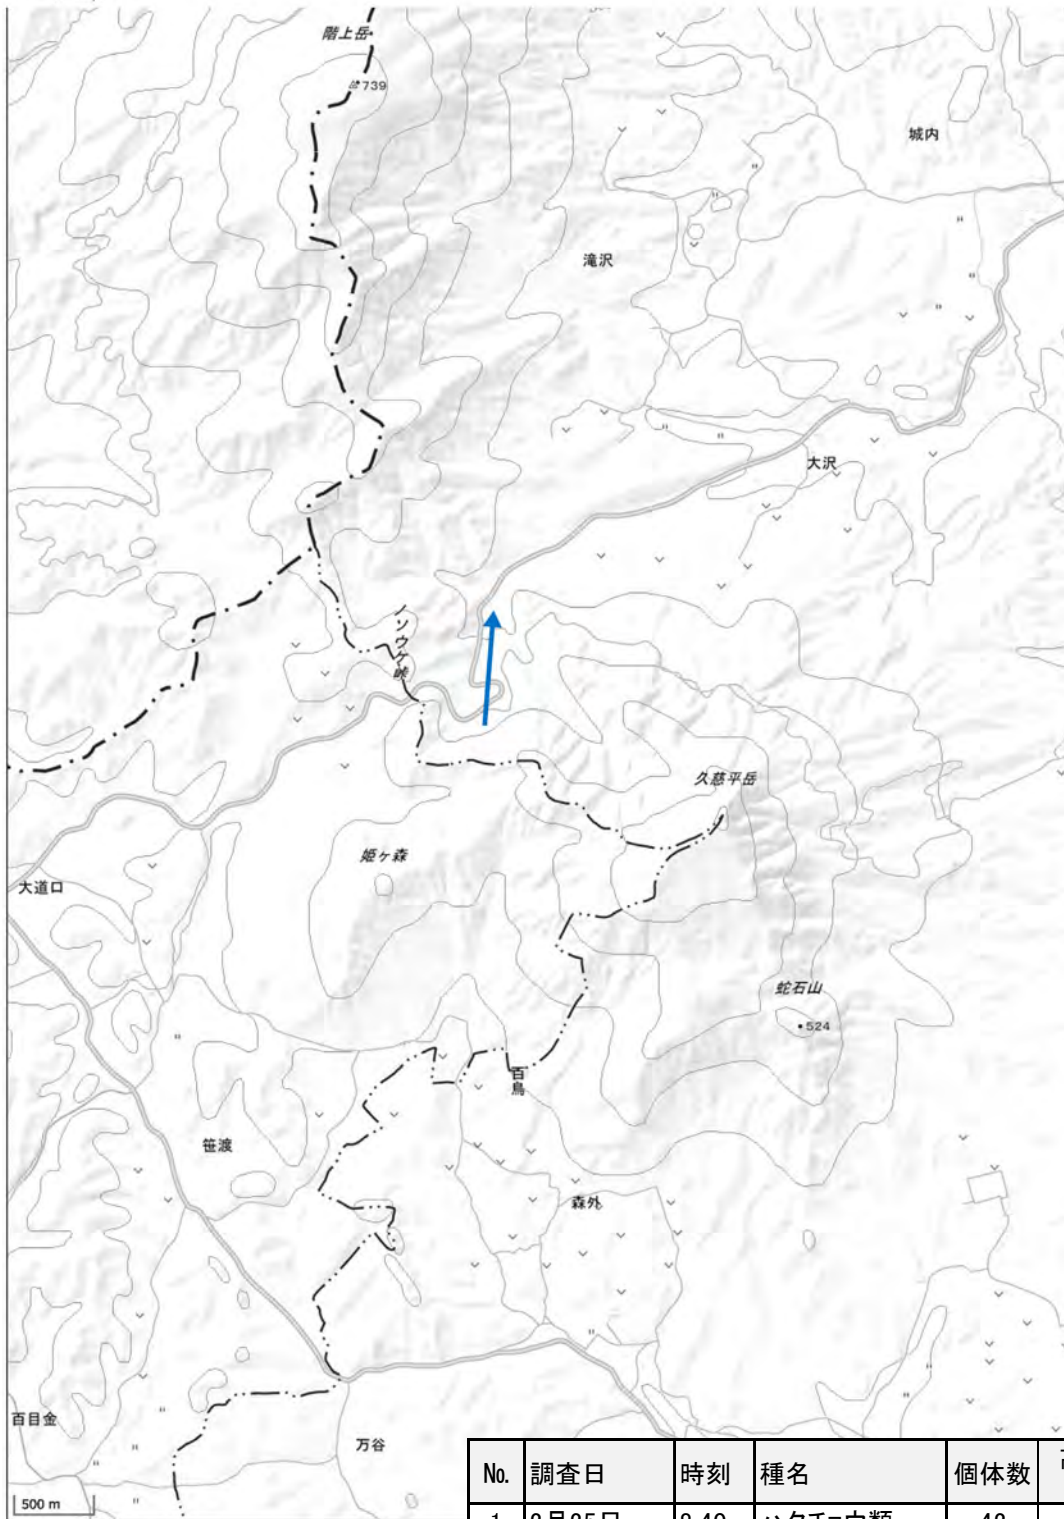 階上岳
739
城内
滝沢
大沢
ノソウケ峠
久慈平岳
姫ヶ森
大道口
蛇石山
524
百鳥
笹渡
森外
百目金
万谷
500 m
No. 調査日 時刻 種名 個体数